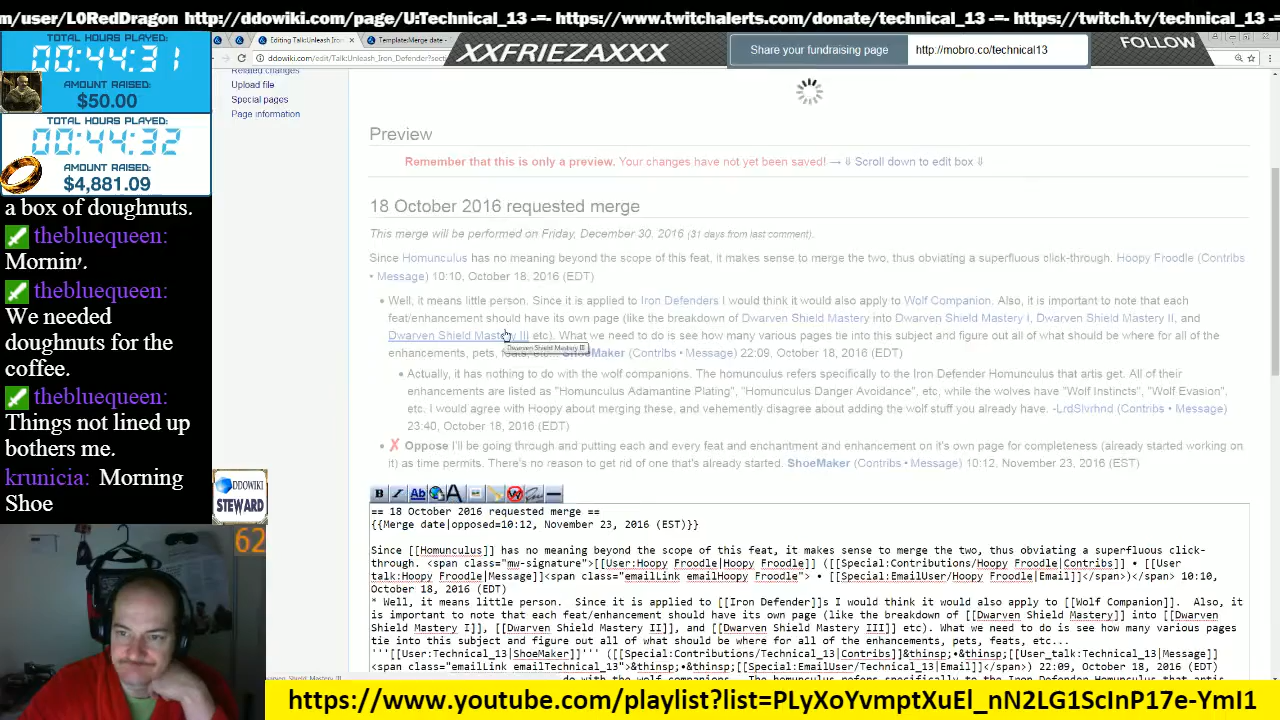 m/user/L0RedDragon http://ddowiki.com/page/U:Technical_13 -=- https://www.twitchalerts.com/donate/technical_13 -=- https://twitch.tv/technical_13 -=
00:44:31
AMOUNT RAISED:
$50.00
TOTAL HOURS PLAYED:
00:44:32
AMOUNT RAISED:
$4,881.09
a box of doughnuts.
thebluequeen:
Mornin'.
thebluequeen:
We needed
doughnuts for the
coffee.
thebluequeen:
Things not lined up
bothers me.
krunicia: Morning
Shoe
DDOWIKI
STEWARD
62
Editing Talk:Unleash Iron
Template:Merge date -
ddowiki.com/edit/Talk:Unleash_Iron_Defender?sec
XXFRIEZAXXX
Share your fundraising page
http://mobro.co/technical13
FOLLOW
Related changes
Upload file
Special pages
Page information
Preview
Remember that this is only a preview. Your changes have not yet been saved! → ⇓ Scroll down to edit box ⇓
18 October 2016 requested merge
This merge will be performed on Friday, December 30, 2016 (31 days from last comment).
Since Homunculus has no meaning beyond the scope of this feat, it makes sense to merge the two, thus obviating a superfluous click-through. Hoopy Froodle (Contribs
• Message) 10:10, October 18, 2016 (EDT)
• Well, it means little person. Since it is applied to Iron Defenders I would think it would also apply to Wolf Companion. Also, it is important to note that each
feat/enhancement should have its own page (like the breakdown of Dwarven Shield Mastery into Dwarven Shield Mastery I, Dwarven Shield Mastery II, and
Dwarven Shield Mastery III etc). What we need to do is see how many various pages tie into this subject and figure out all of what should be where for all of the
Dwarven Shield Mastery III
enhancements, pets, feats, etc... ShoeMaker (Contribs • Message) 22:09, October 18, 2016 (EDT)
• Actually, it has nothing to do with the wolf companions. The homunculus refers specifically to the Iron Defender Homunculus that artis get. All of their
enhancements are listed as "Homunculus Adamantine Plating", "Homunculus Danger Avoidance", etc, while the wolves have "Wolf Instincts", "Wolf Evasion",
etc. I would agree with Hoopy about merging these, and vehemently disagree about adding the wolf stuff you already have. -LrdSlvrhnd (Contribs • Message)
23:40, October 18, 2016 (EDT)
• ✗ Oppose I'll be going through and putting each and every feat and enchantment and enhancement on it's own page for completeness (already started working on
it) as time permits. There's no reason to get rid of one that's already started. ShoeMaker (Contribs • Message) 10:12, November 23, 2016 (EST)
B I Ab A W
== 18 October 2016 requested merge ==
{{Merge date|opposed=10:12, November 23, 2016 (EST)}}
Since [[Homunculus]] has no meaning beyond the scope of this feat, it makes sense to merge the two, thus obviating a superfluous click-
through. <span class="mw-signature">[[User:Hoopy Froodle|Hoopy Froodle]] ([[Special:Contributions/Hoopy Froodle|Contribs]] • [[User
talk:Hoopy Froodle|Message]]<span class="emailLink emailHoopy Froodle"> • [[Special:EmailUser/Hoopy Froodle|Email]]</span>)</span> 10:10,
October 18, 2016 (EDT)
* Well, it means little person. Since it is applied to [[Iron Defender]]s I would think it would also apply to [[Wolf Companion]]. Also, it
is important to note that each feat/enhancement should have its own page (like the breakdown of [[Dwarven Shield Mastery]] into [[Dwarven
Shield Mastery I]], [[Dwarven Shield Mastery II]], and [[Dwarven Shield Mastery III]] etc). What we need to do is see how many various pages
tie into this subject and figure out all of what should be where for all of the enhancements, pets, feats, etc...
'''[[User:Technical_13|ShoeMaker]]''' ([[Special:Contributions/Technical_13|Contribs]]&thinsp;•&thinsp;[[User_talk:Technical_13|Message]]
<span class="emailLink emailTechnical_13">&thinsp;•&thinsp;[[Special:EmailUser/Technical_13|Email]]</span>) 22:09, October 18, 2016 (EDT)
https://www.youtube.com/playlist?list=PLyXoYvmptXuEl_nN2LG1ScInP17e-YmI1